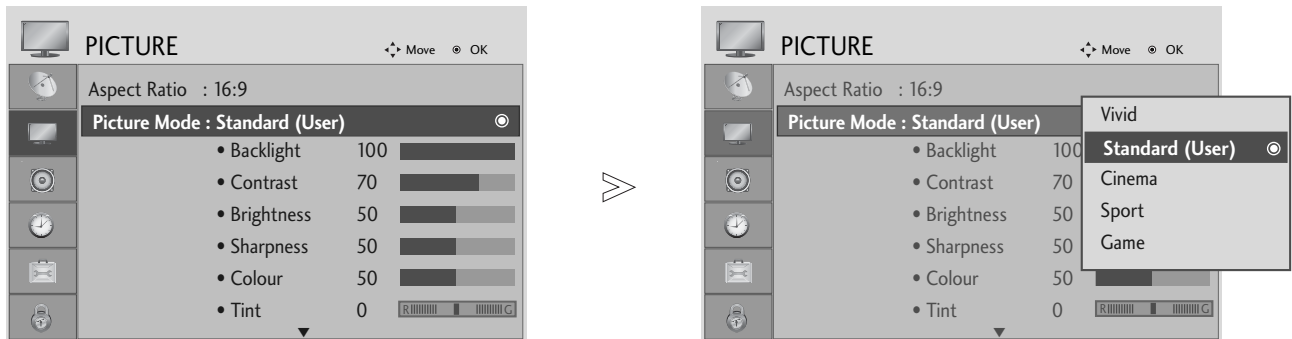 PICTURE Move OK
Aspect Ratio : 16:9
Picture Mode : Standard (User)
• Backlight 100
• Contrast 70
• Brightness 50
• Sharpness 50
• Colour 50
• Tint 0 R G
PICTURE Move OK
Aspect Ratio : 16:9
Picture Mode : Standard (User)
• Backlight 100
• Contrast 70
• Brightness 50
• Sharpness 50
• Colour 50
• Tint 0 R G
Vivid
Standard (User)
Cinema
Sport
Game